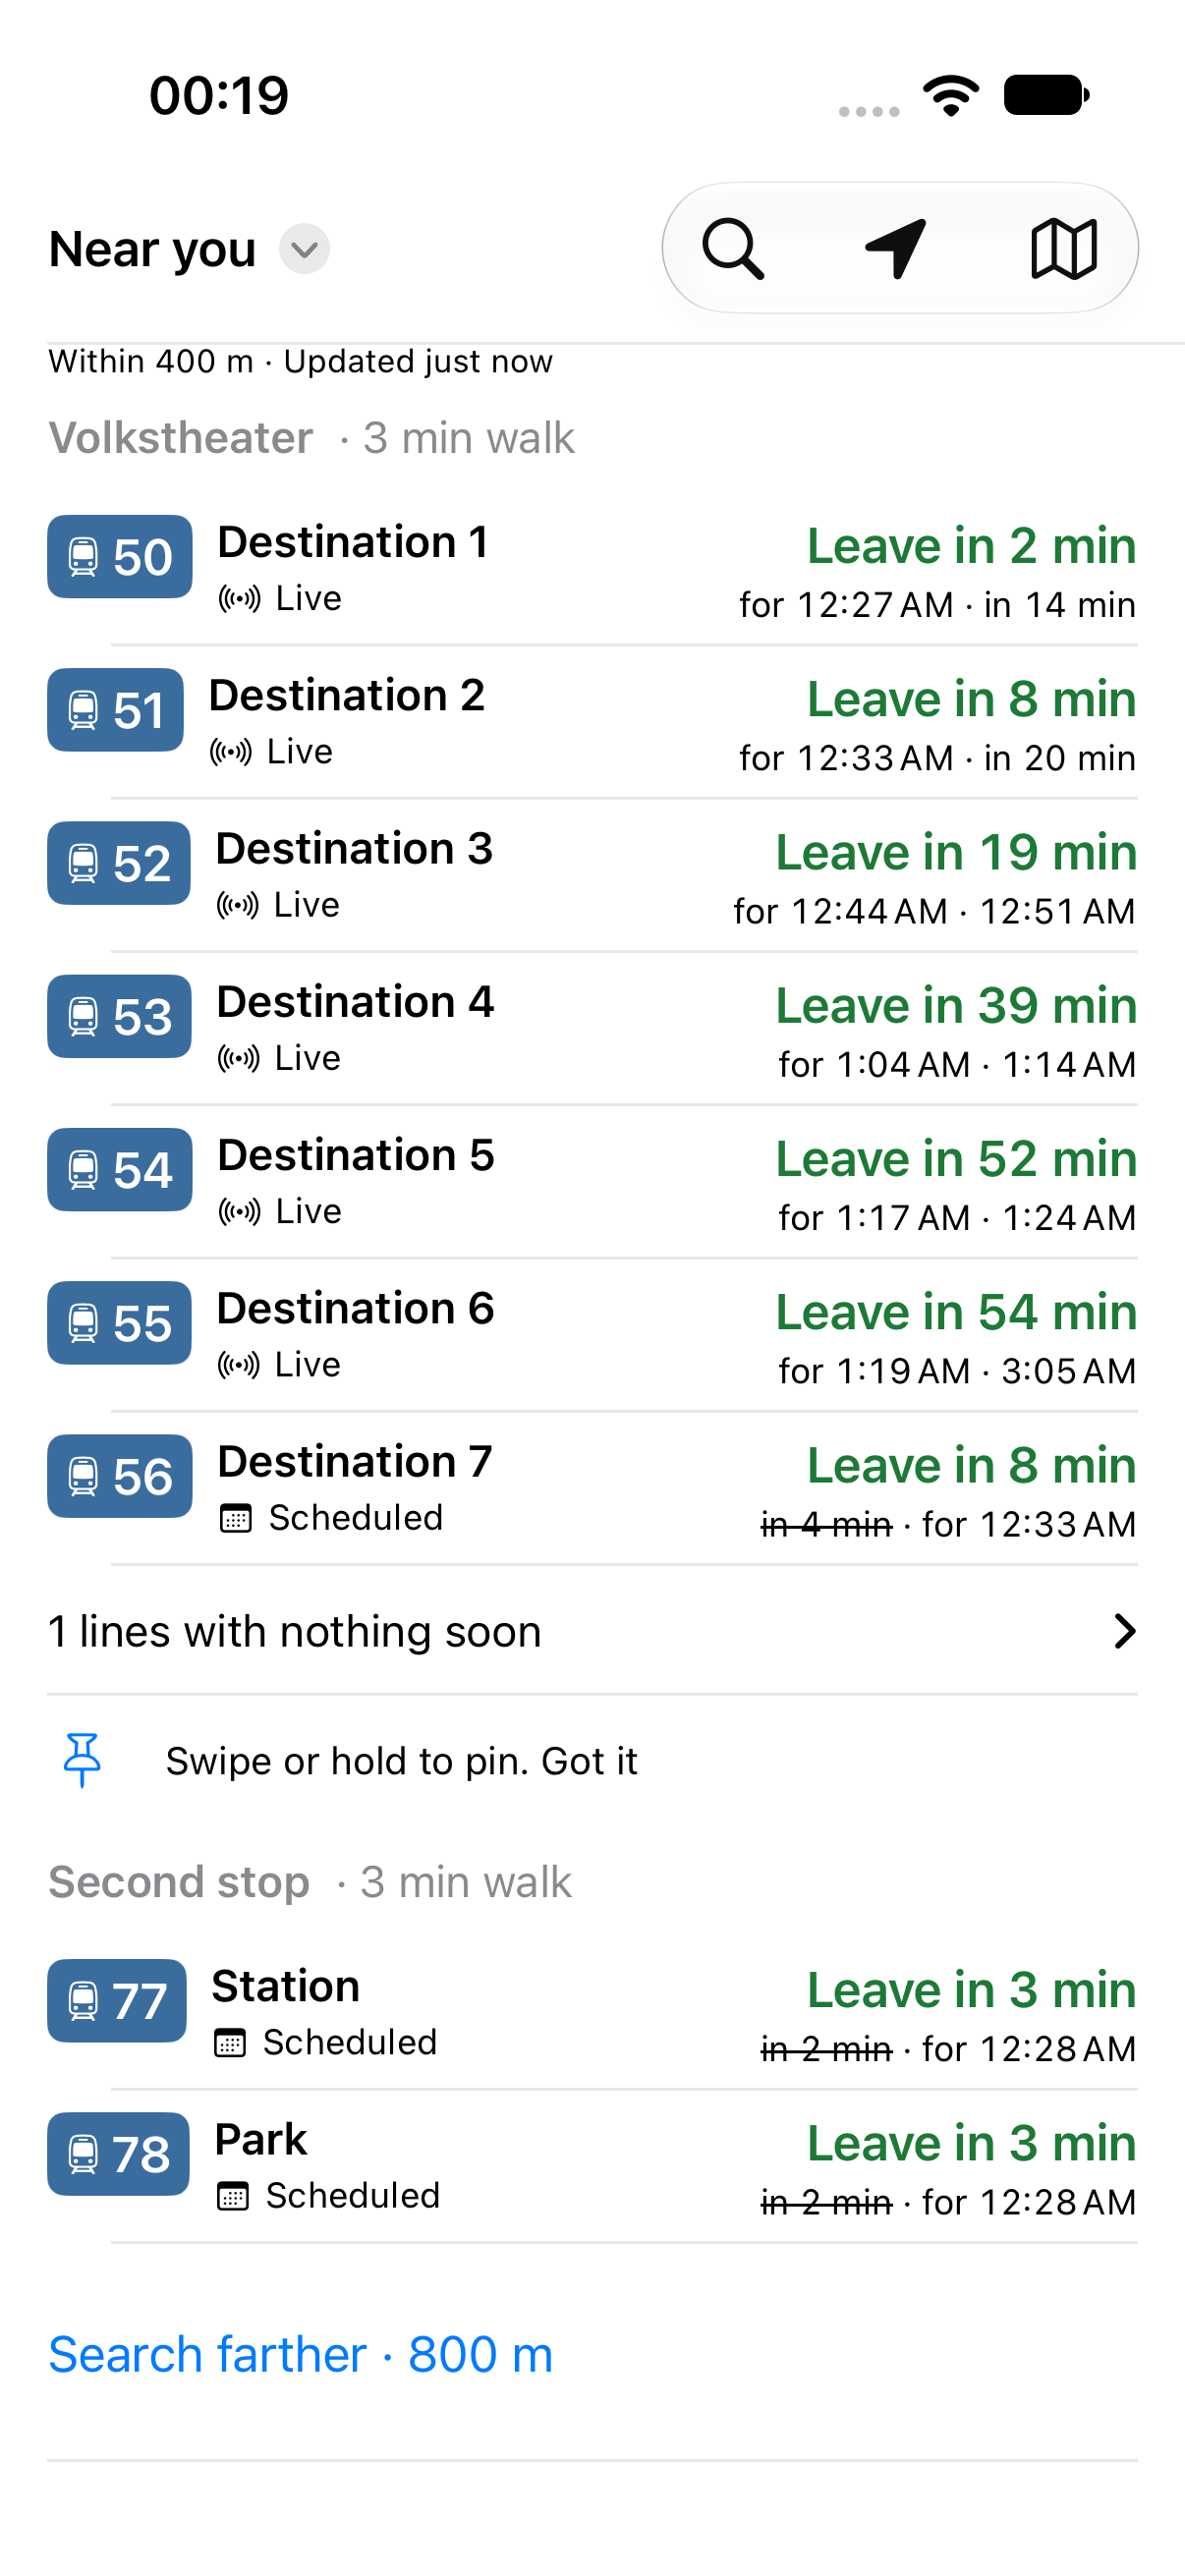 00:19
Near you
Within 400 m · Updated just now
Volkstheater · 3 min walk
50 Destination 1 Leave in 2 min
Live for 12:27 AM · in 14 min
51 Destination 2 Leave in 8 min
Live for 12:33 AM · in 20 min
52 Destination 3 Leave in 19 min
Live for 12:44 AM · 12:51 AM
53 Destination 4 Leave in 39 min
Live for 1:04 AM · 1:14 AM
54 Destination 5 Leave in 52 min
Live for 1:17 AM · 1:24 AM
55 Destination 6 Leave in 54 min
Live for 1:19 AM · 3:05 AM
56 Destination 7 Leave in 8 min
Scheduled in 4 min · for 12:33 AM
1 lines with nothing soon
Swipe or hold to pin. Got it
Second stop · 3 min walk
77 Station Leave in 3 min
Scheduled in 2 min · for 12:28 AM
78 Park Leave in 3 min
Scheduled in 2 min · for 12:28 AM
Search farther · 800 m